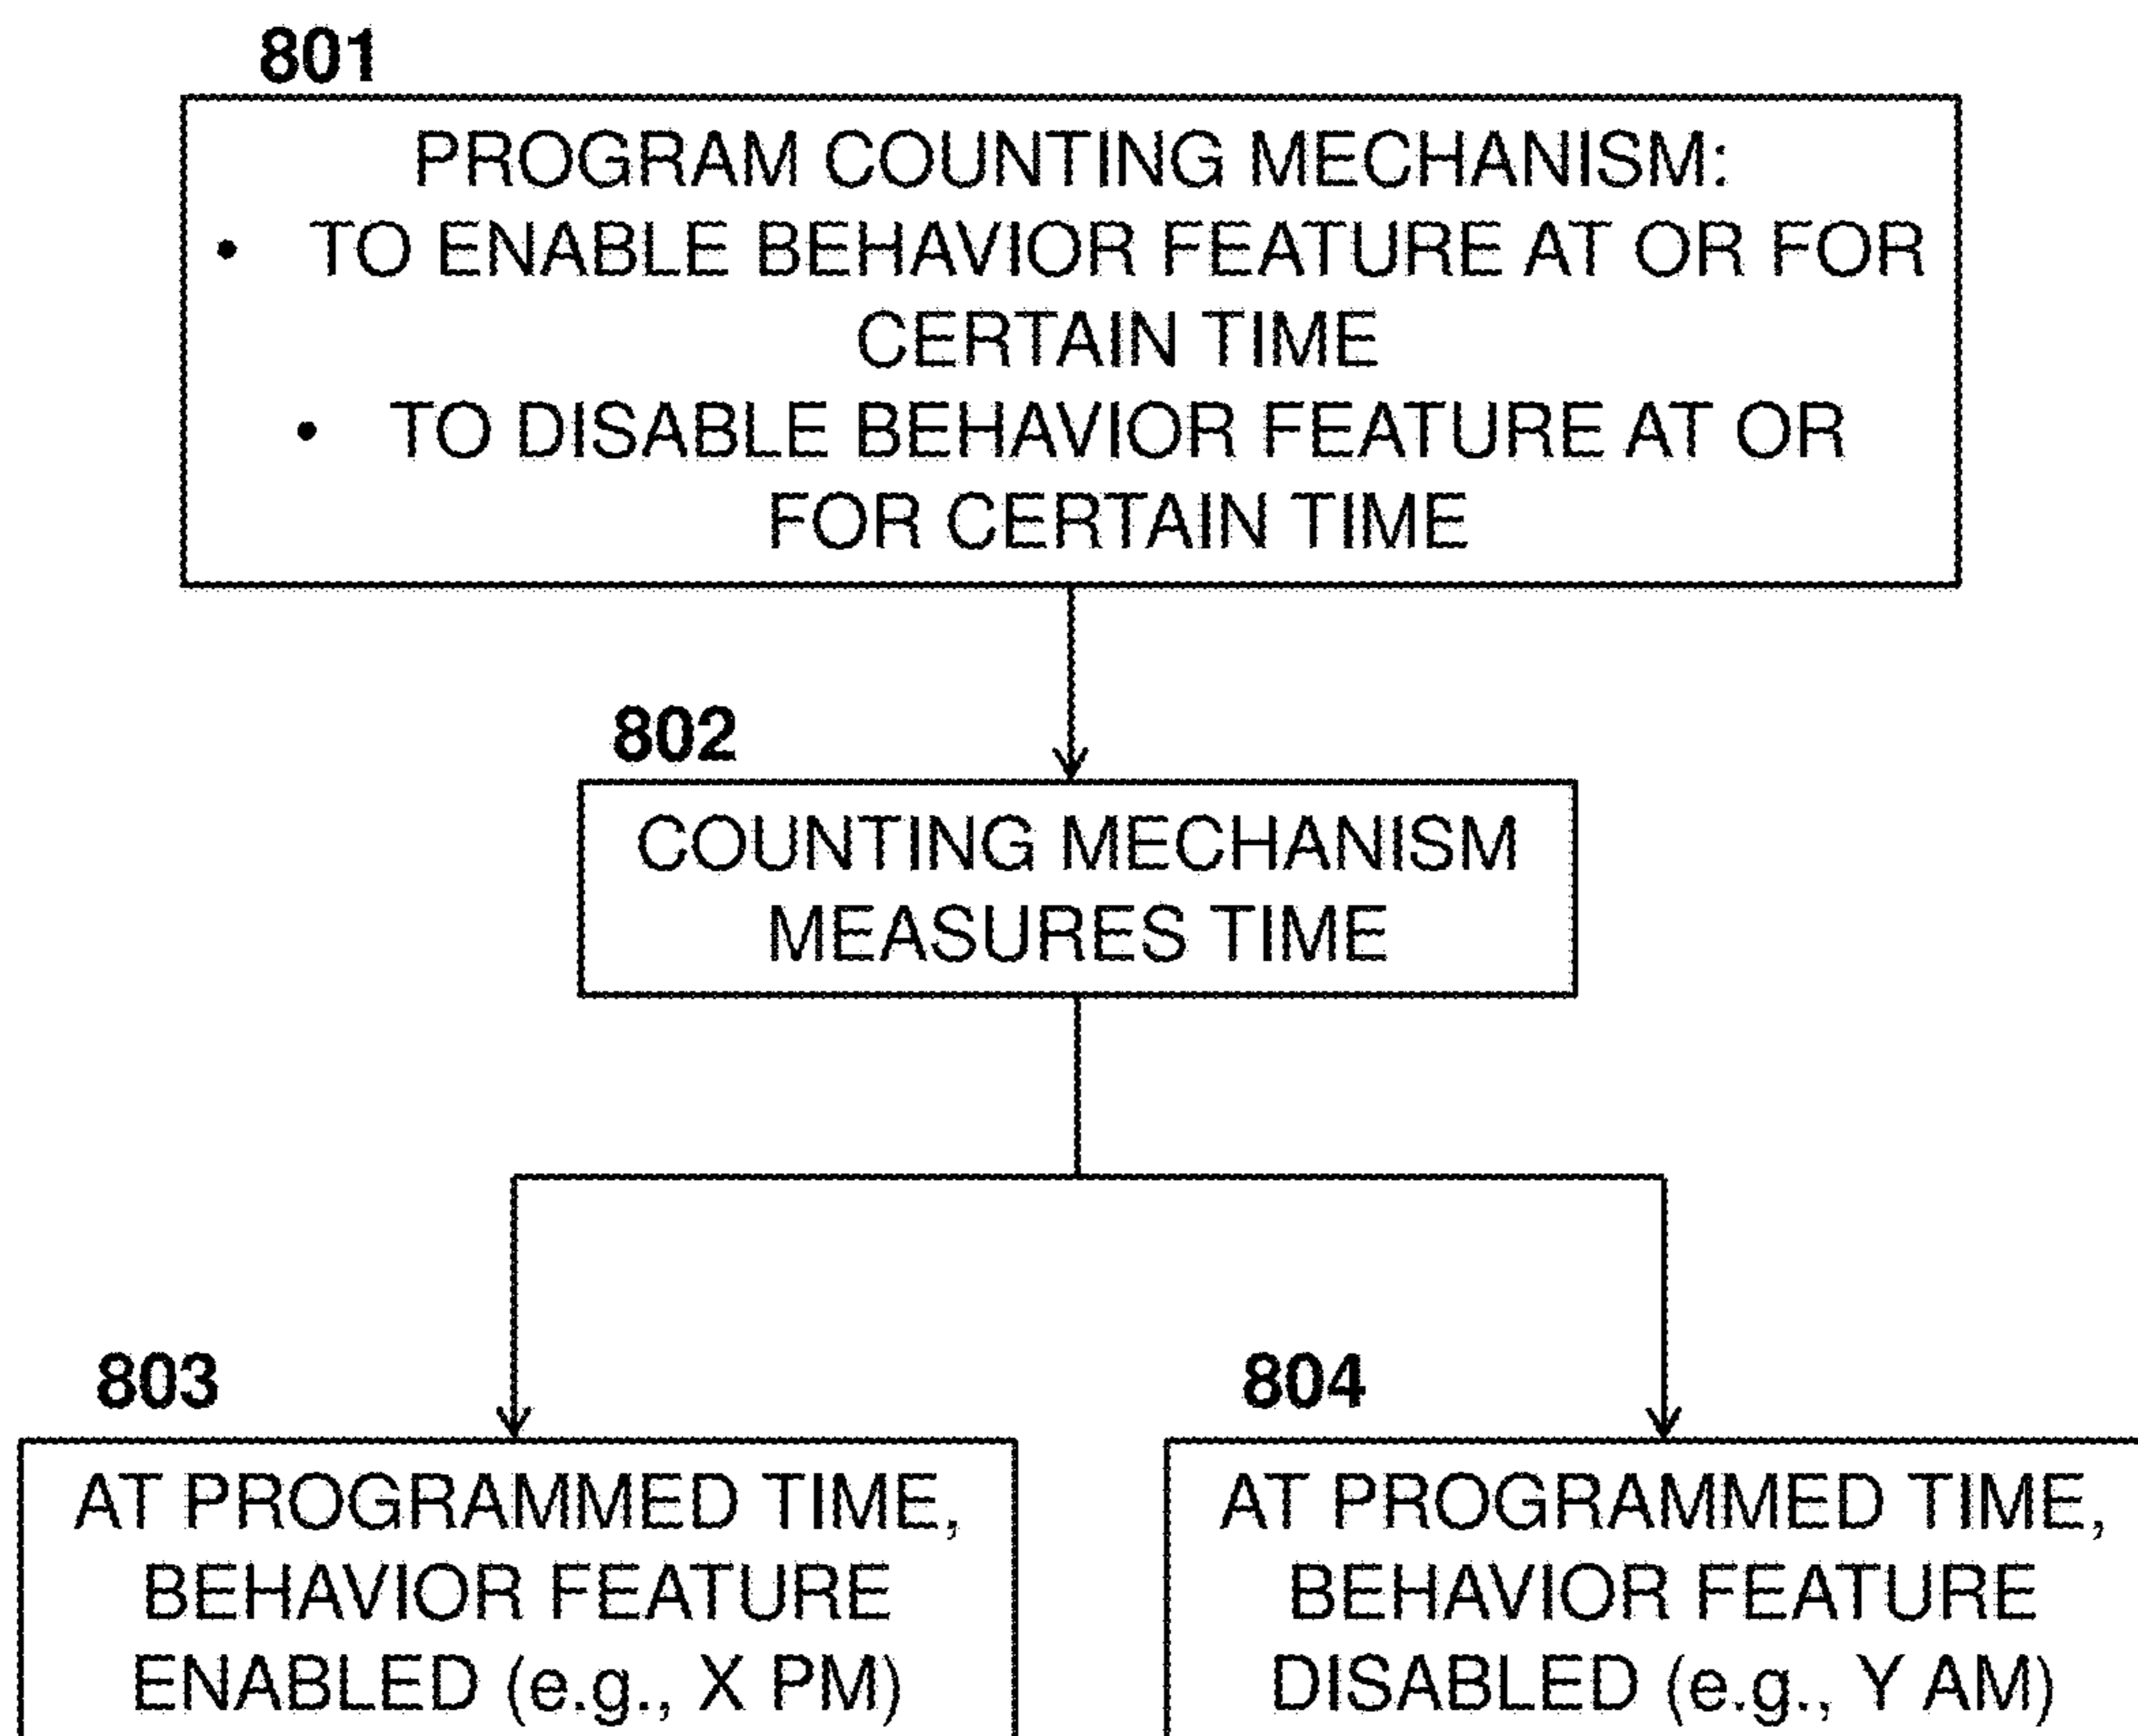 801
PROGRAM COUNTING MECHANISM:
• TO ENABLE BEHAVIOR FEATURE AT OR FOR
CERTAIN TIME
• TO DISABLE BEHAVIOR FEATURE AT OR
FOR CERTAIN TIME
802
COUNTING MECHANISM
MEASURES TIME
803
AT PROGRAMMED TIME,
BEHAVIOR FEATURE
ENABLED (e.g., X PM)
804
AT PROGRAMMED TIME,
BEHAVIOR FEATURE
DISABLED (e.g., Y AM)